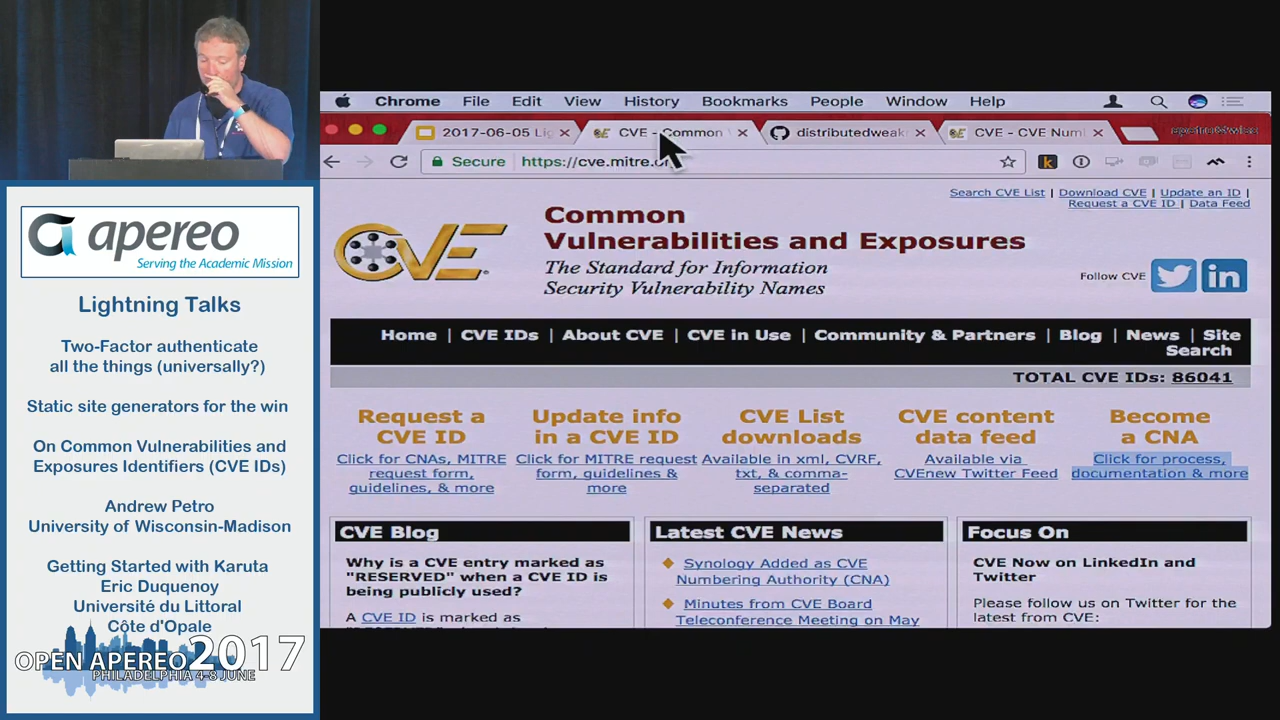 apereo
Serving the Academic Mission
Lightning Talks
Two-Factor authenticate
all the things (universally?)
Static site generators for the win
On Common Vulnerabilities and
Exposures Identifiers (CVE IDs)
Andrew Petro
University of Wisconsin-Madison
Getting Started with Karuta
Eric Duquenoy
Université du Littoral
Côte d'Opale
OPEN APEREO 2017
PHILADELPHIA 4-8 JUNE
Chrome File Edit View History Bookmarks People Window Help
2017-06-05 Lig
CVE - Common
distributedweak
CVE - CVE Num
Secure https://cve.mitre.o
Search CVE List | Download CVE | Update an ID |
Request a CVE ID | Data Feed
CVE
Common
Vulnerabilities and Exposures
The Standard for Information
Security Vulnerability Names
Follow CVE
in
Home | CVE IDs | About CVE | CVE in Use | Community & Partners | Blog | News | Site
Search
TOTAL CVE IDs: 86041
Request a
CVE ID
Click for CNAs, MITRE
request form,
guidelines, & more
Update info
in a CVE ID
Click for MITRE request
form, guidelines &
more
CVE List
downloads
Available in xml, CVRF,
txt, & comma-
separated
CVE content
data feed
Available via
CVEnew Twitter Feed
Become
a CNA
Click for process,
documentation & more
CVE Blog
Why is a CVE entry marked as
"RESERVED" when a CVE ID is
being publicly used?
A CVE ID is marked as
Latest CVE News
Synology Added as CVE
Numbering Authority (CNA)
Minutes from CVE Board
Teleconference Meeting on May
Focus On
CVE Now on LinkedIn and
Twitter
Please follow us on Twitter for the
latest from CVE: